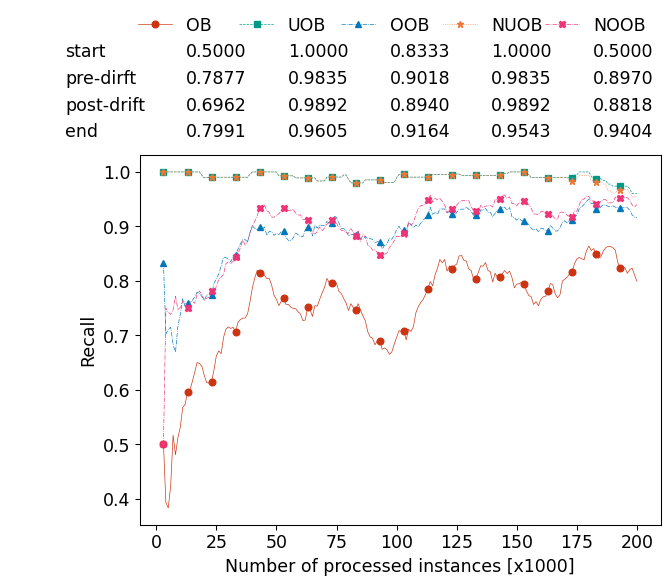 OB UOB OOB NUOB NOOB
start 0.5000 1.0000 0.8333 1.0000 0.5000
pre-dirft 0.7877 0.9835 0.9018 0.9835 0.8970
post-drift 0.6962 0.9892 0.8940 0.9892 0.8818
end 0.7991 0.9605 0.9164 0.9543 0.9404
1.0
0.9
0.8
0.7
0.6
0.5
0.4
Recall
0 25 50 75 100 125 150 175 200
Number of processed instances [x1000]